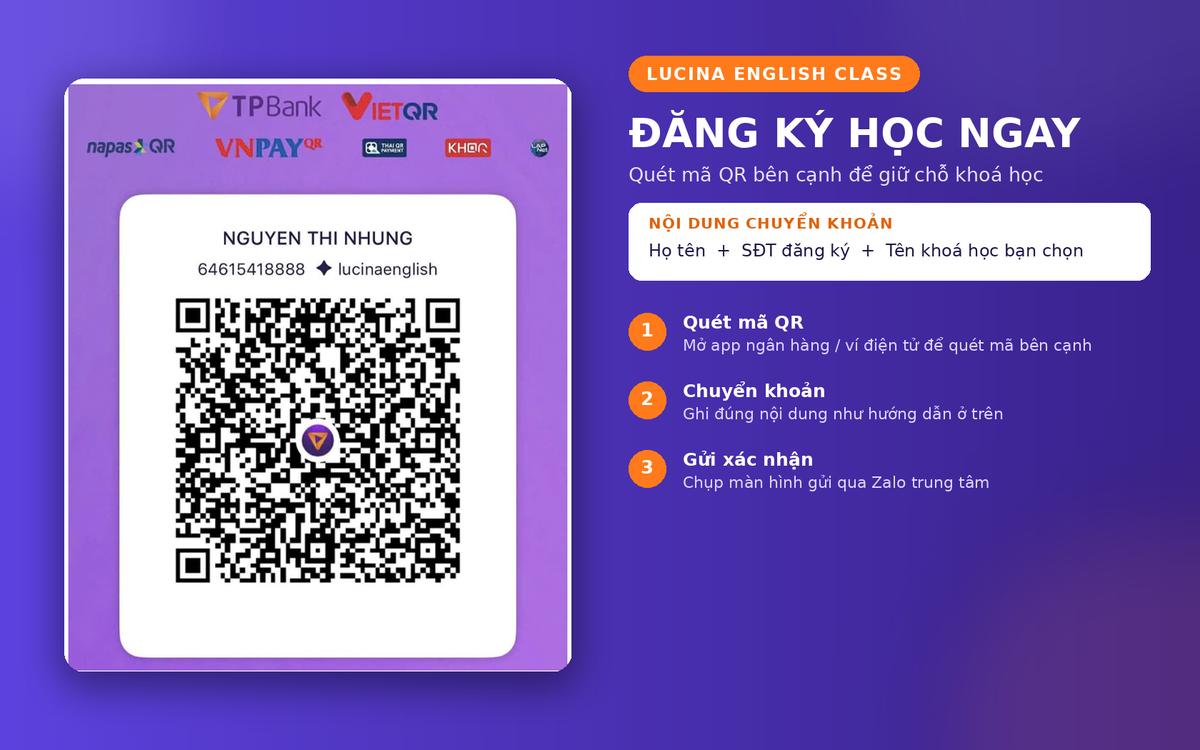 TPBank VIETQR
napas QR VNPAYQR THAI QR PAYMENT KHQR LAPNet
NGUYEN THI NHUNG
64615418888 ✦ lucinaenglish
LUCINA ENGLISH CLASS
ĐĂNG KÝ HỌC NGAY
Quét mã QR bên cạnh để giữ chỗ khoá học
NỘI DUNG CHUYỂN KHOẢN
Họ tên + SĐT đăng ký + Tên khoá học bạn chọn
1 Quét mã QR
Mở app ngân hàng / ví điện tử để quét mã bên cạnh
2 Chuyển khoản
Ghi đúng nội dung như hướng dẫn ở trên
3 Gửi xác nhận
Chụp màn hình gửi qua Zalo trung tâm